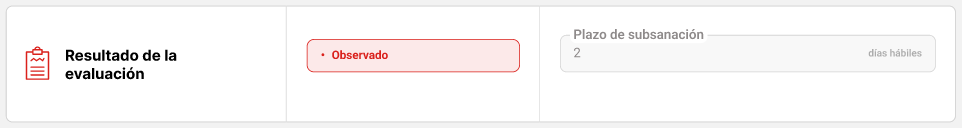 Resultado de la
evaluación
• Observado
Plazo de subsanación
2
días hábiles